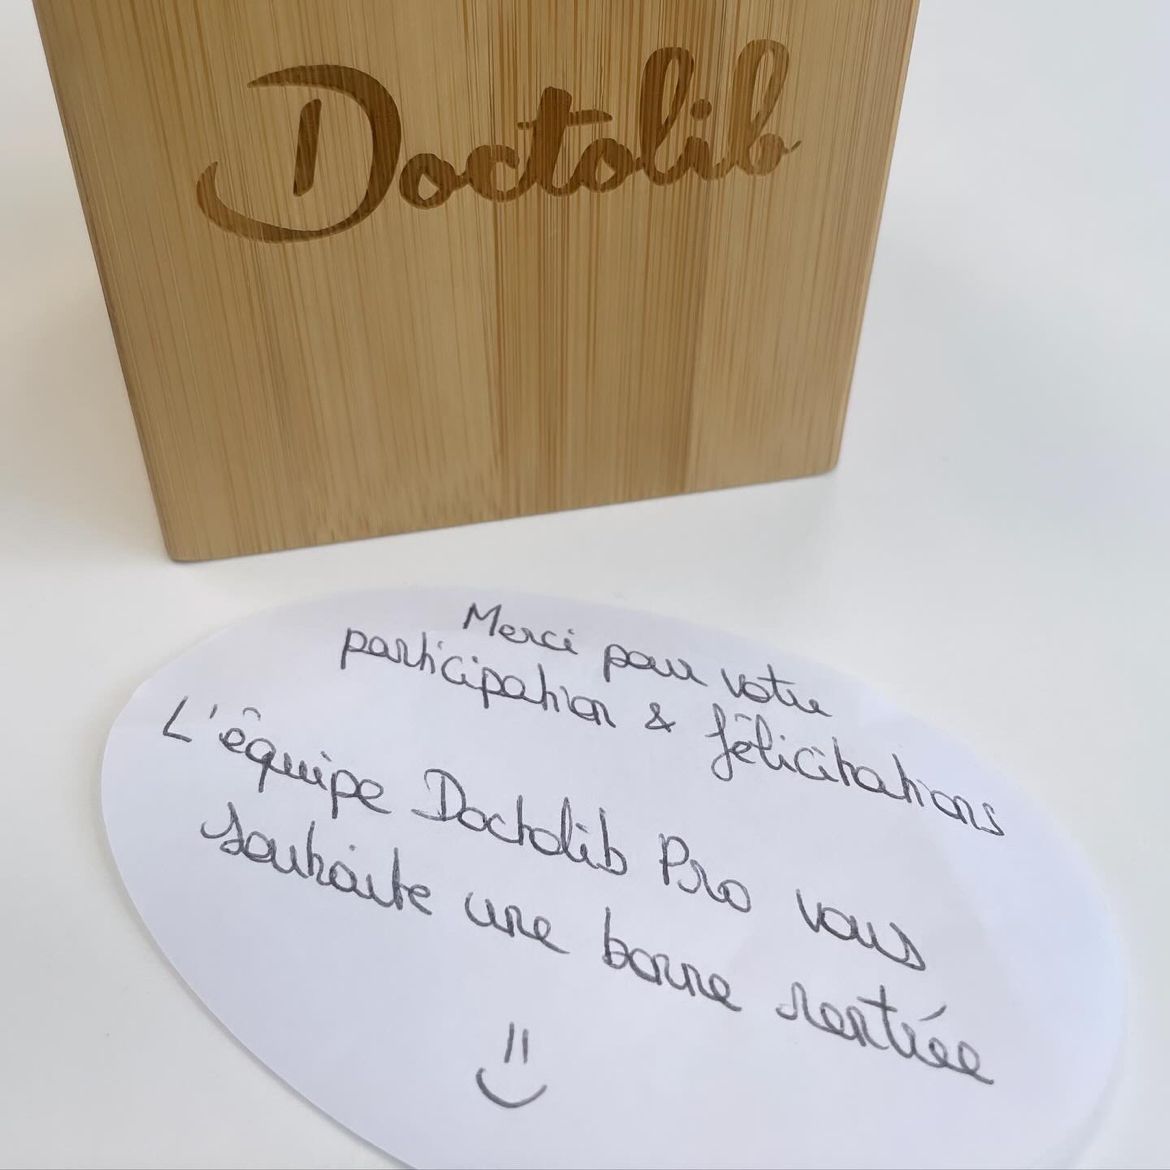 Doctolib
Merci pour votre
participation & félicitations
L'équipe Doctolib Pro vous
souhaite une bonne rentrée